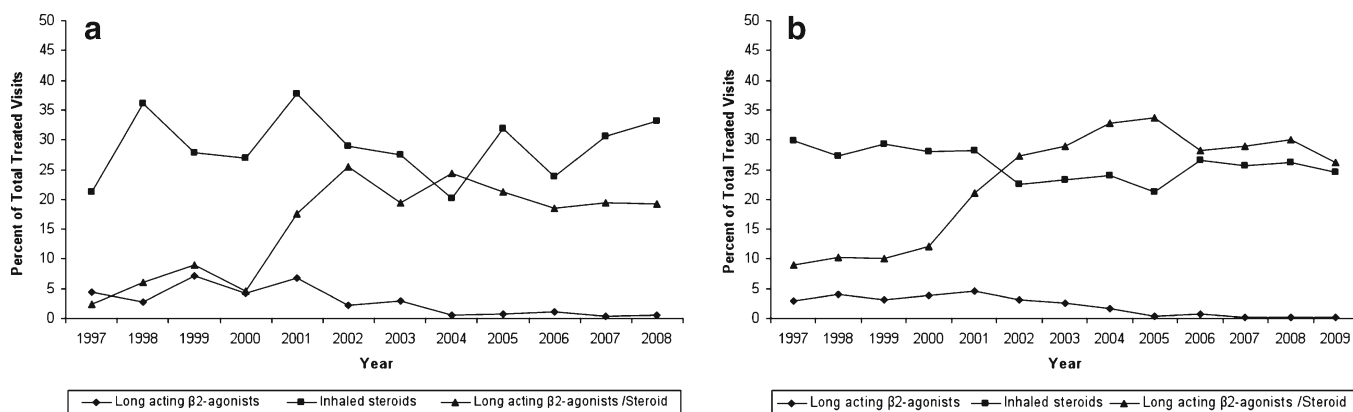 a
Percent of Total Treated Visits
50
45
40
35
30
25
20
15
10
5
0
1997 1998 1999 2000 2001 2002 2003 2004 2005 2006 2007 2008
Year
Long acting β2-agonists Inhaled steroids Long acting β2-agonists /Steroid
b
Percent of Total Treated Visits
50
45
40
35
30
25
20
15
10
5
0
1997 1998 1999 2000 2001 2002 2003 2004 2005 2006 2007 2008 2009
Year
Long acting β2-agonists Inhaled steroids Long acting β2-agonists /Steroid